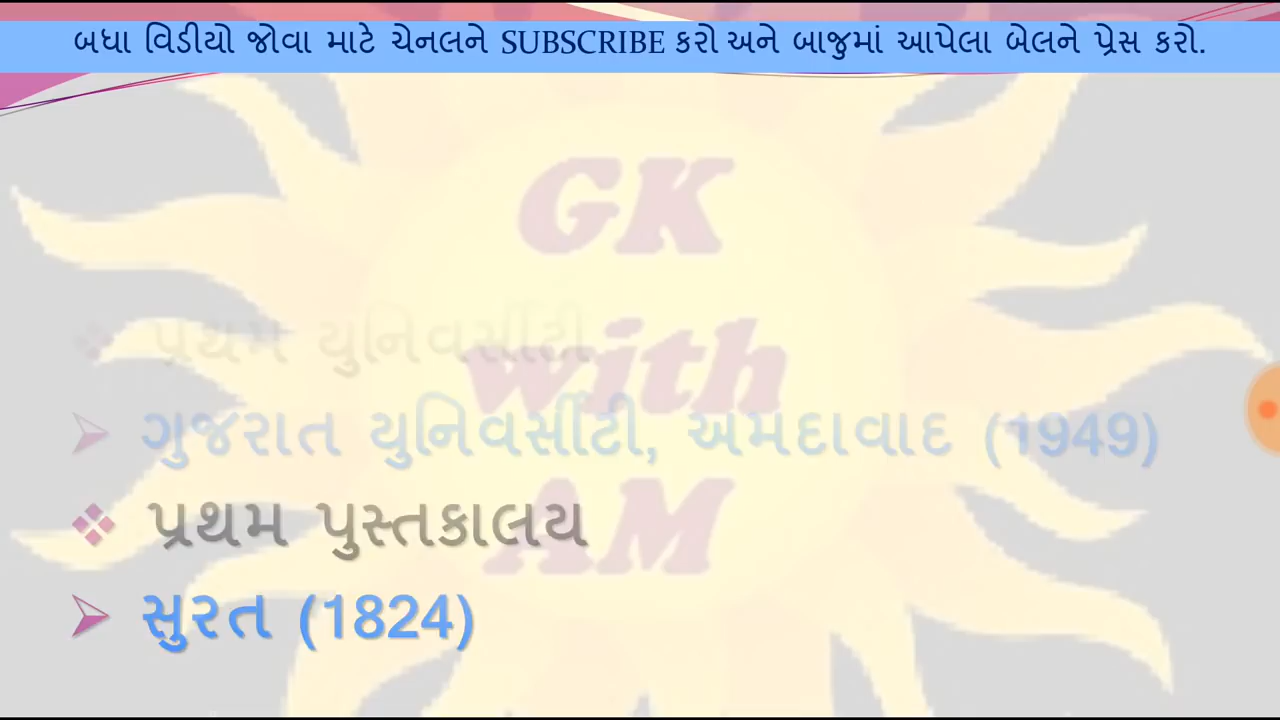 બધા વિડીયો જોવા માટે ચેનલને SUBSCRIBE કરો અને બાજુમાં આપેલા બેલને પ્રેસ કરો.
GK
with
AM
પ્રથમ યુનિવર્સીટી
ગુજરાત યુનિવર્સીટી, અમદાવાદ (1949)
પ્રથમ પુસ્તકાલય
સુરત (1824)